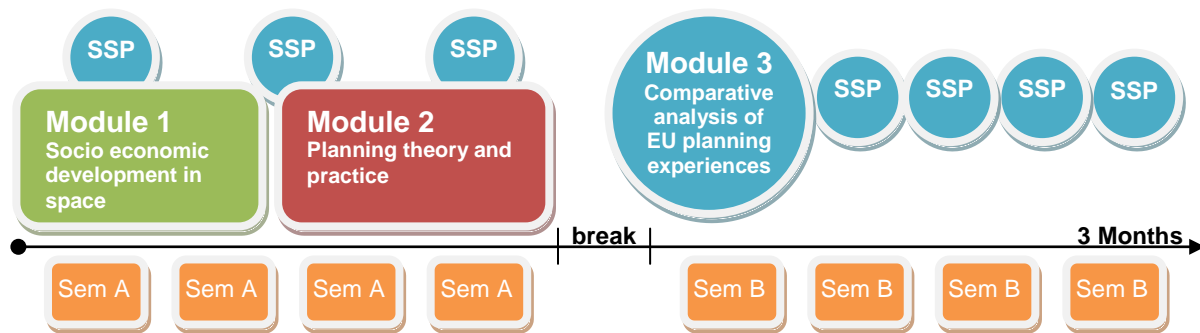 SSP
SSP
SSP
Module 1
Socio economic
development in
space
Module 2
Planning theory and
practice
Module 3
Comparative
analysis of
EU planning
experiences
SSP
SSP
SSP
SSP
break
3 Months
Sem A
Sem A
Sem A
Sem A
Sem B
Sem B
Sem B
Sem B